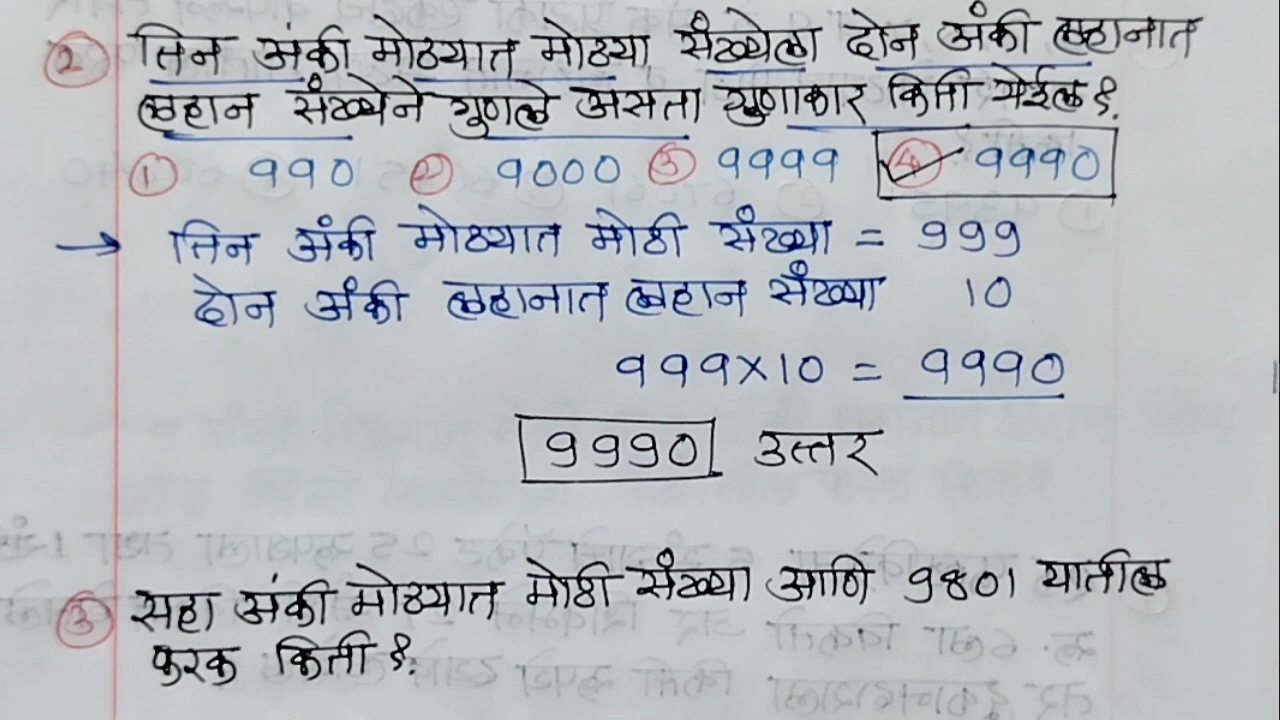 ② तिन अंकी मोठ्यात मोठ्या संख्येला दोन अंकी लहानात
लहान संख्येने गुणले असता गुणाकार किती येईल?
① 990 ② 9000 ③ 9999 ④ 9990
→ तिन अंकी मोठ्यात मोठी संख्या = 999
दोन अंकी लहानात लहान संख्या 10
999×10 = 9990
9990 उत्तर
③ सहा अंकी मोठ्यात मोठी संख्या आणि 9801 यातील
फरक किती?